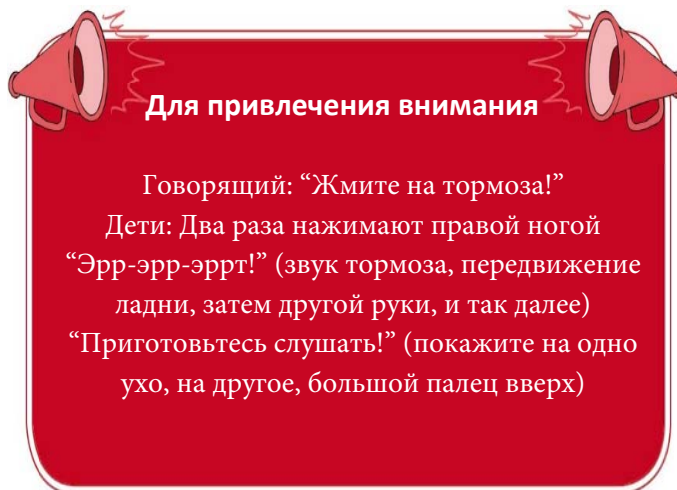 Для привлечения внимания
Говорящий: “Жмите на тормоза!”
Дети: Два раза нажимают правой ногой
“Эрр-эрр-эррт!” (звук тормоза, передвижение
ладни, затем другой руки, и так далее)
“Приготовьтесь слушать!” (покажите на одно
ухо, на другое, большой палец вверх)